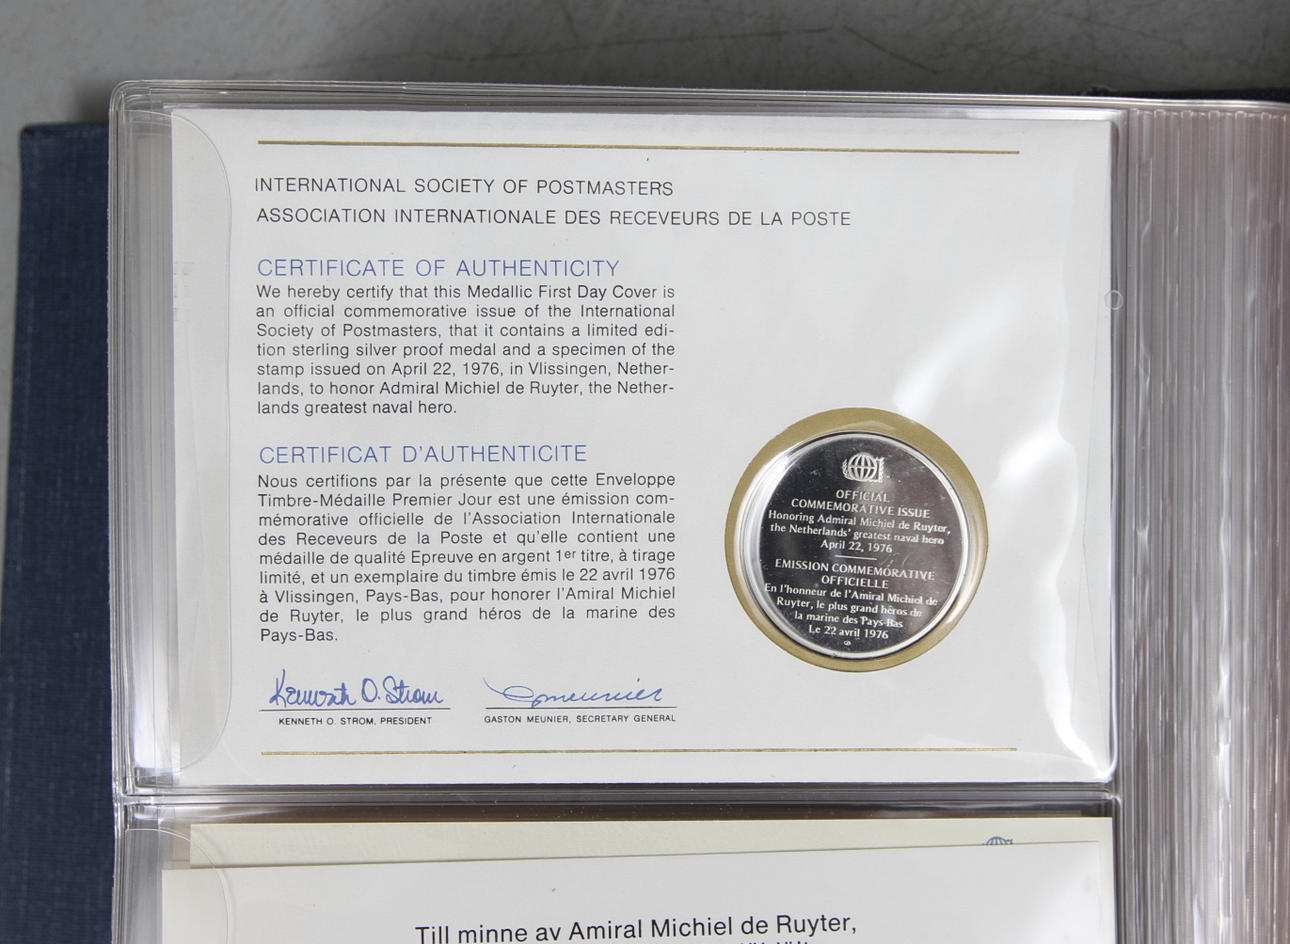 INTERNATIONAL SOCIETY OF POSTMASTERS
ASSOCIATION INTERNATIONALE DES RECEVEURS DE LA POSTE
CERTIFICATE OF AUTHENTICITY
We hereby certify that this Medallic First Day Cover is
an official commemorative issue of the International
Society of Postmasters, that it contains a limited edi-
tion sterling silver proof medal and a specimen of the
stamp issued on April 22, 1976, in Vlissingen, Nether-
lands, to honor Admiral Michiel de Ruyter, the Nether-
lands greatest naval hero.
CERTIFICAT D'AUTHENTICITE
Nous certifions par la présente que cette Enveloppe
Timbre-Médaille Premier Jour est une émission com-
mémorative officielle de l'Association Internationale
des Receveurs de la Poste et qu'elle contient une
médaille de qualité Epreuve en argent 1er titre, à tirage
limité, et un exemplaire du timbre émis le 22 avril 1976
à Vlissingen, Pays-Bas, pour honorer l'Amiral Michiel
de Ruyter, le plus grand héros de la marine des
Pays-Bas.
Kenneth O. Strom
KENNETH O. STROM, PRESIDENT
GMeunier
GASTON MEUNIER, SECRETARY GENERAL
OFFICIAL
COMMEMORATIVE ISSUE
Honoring Admiral Michiel de Ruyter,
the Netherlands' greatest naval hero
April 22, 1976
EMISSION COMMÉMORATIVE
OFFICIELLE
En l'honneur de l'Amiral Michiel de
Ruyter, le plus grand héros de
la marine des Pays-Bas
Le 22 avril 1976
Till minne av Amiral Michiel de Ruyter,